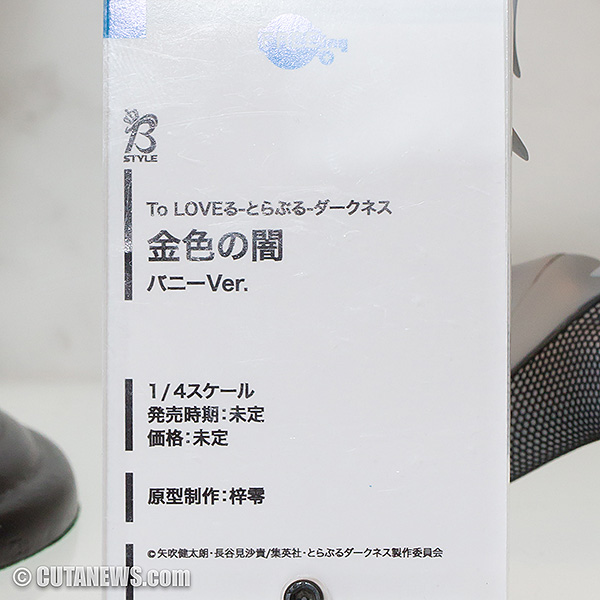 B
STYLE
To LOVEる-とらぶる-ダークネス
金色の闇
バニーVer.
1/4スケール
発売時期:未定
価格:未定
原型制作:梓零
©矢吹健太朗・長谷見沙貴/集英社・とらぶるダークネス製作委員会
© CUTANEWS.com